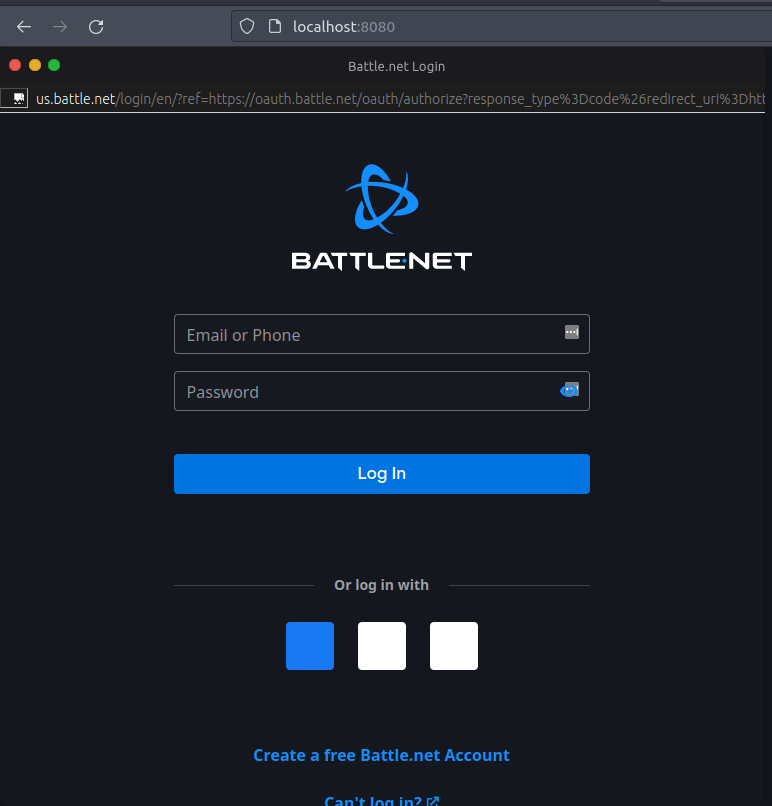 localhost:8080
Battle.net Login
us.battle.net/login/en/?ref=https://oauth.battle.net/oauth/authorize?response_type%3Dcode%26redirect_uri%3Dhtt
BATTLE.NET
Email or Phone
Password
Log In
Or log in with
Create a free Battle.net Account
Can't log in?